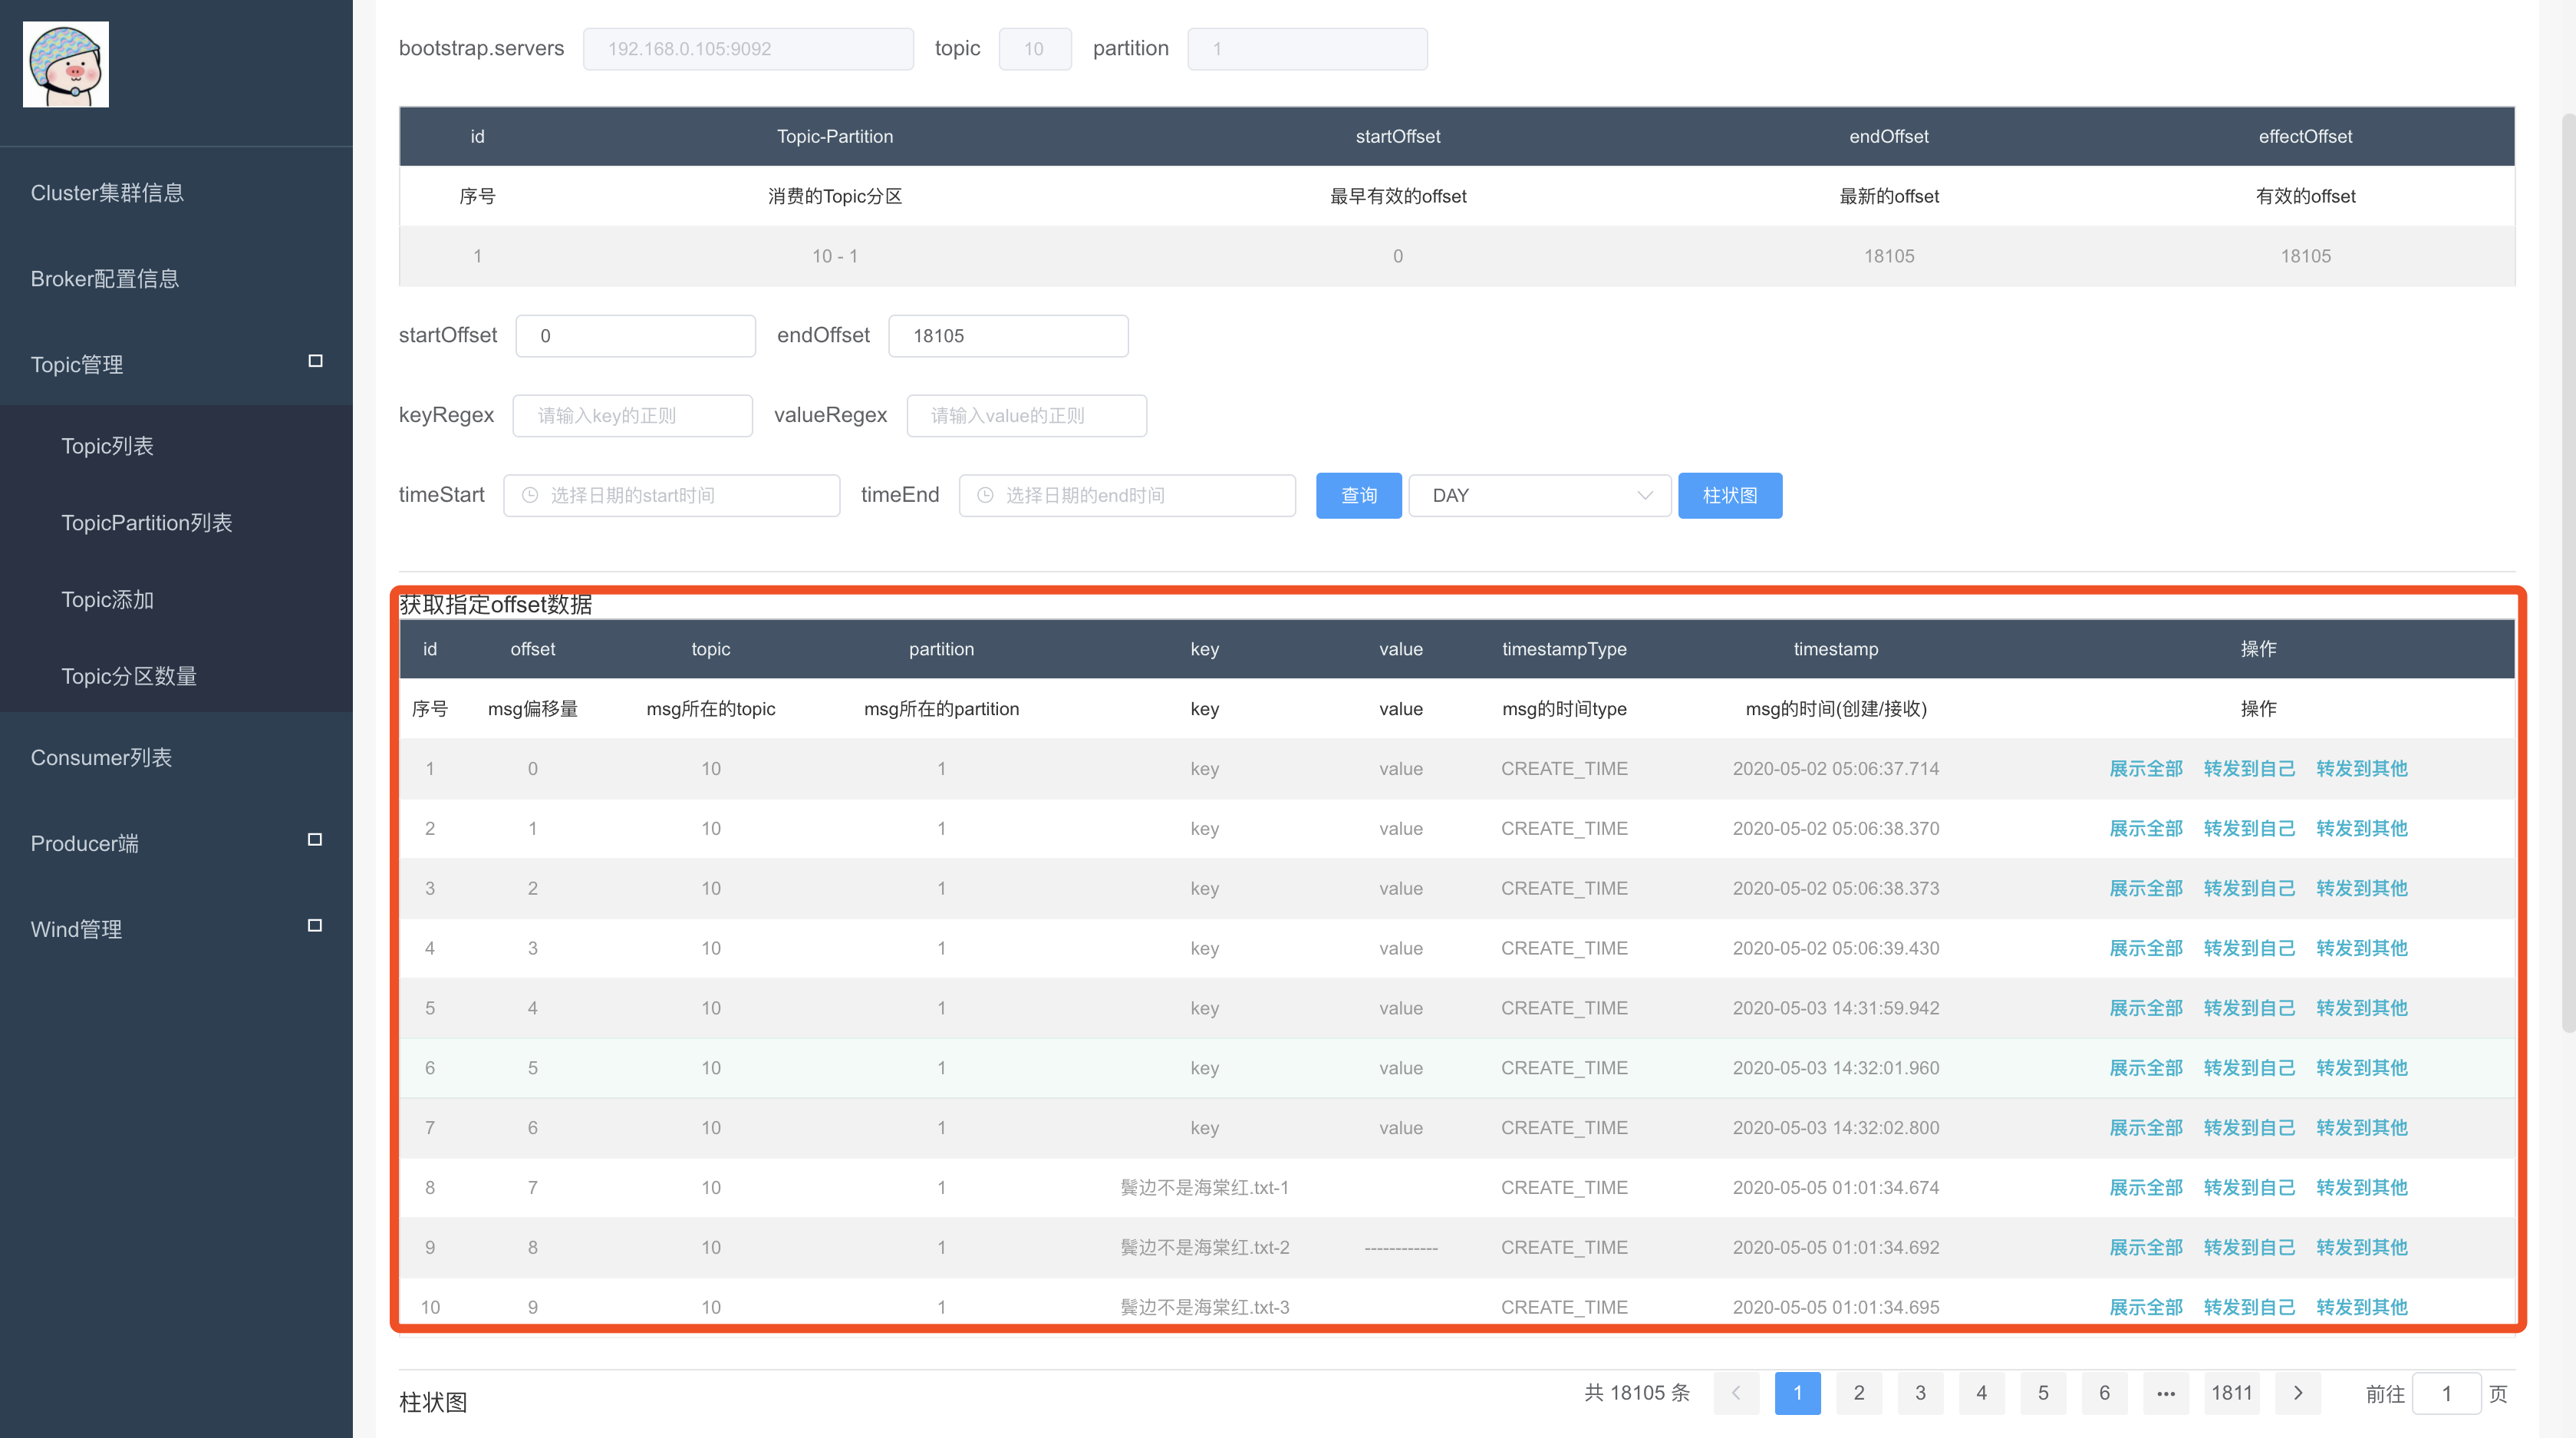 Cluster集群信息
Broker配置信息
Topic管理
Topic列表
TopicPartition列表
Topic添加
Topic分区数量
Consumer列表
Producer端
Wind管理
bootstrap.servers 192.168.0.105:9092 topic 10 partition 1
id Topic-Partition startOffset endOffset effectOffset
序号 消费的Topic分区 最早有效的offset 最新的offset 有效的offset
1 10 - 1 0 18105 18105
startOffset 0 endOffset 18105
keyRegex 请输入key的正则 valueRegex 请输入value的正则
timeStart 选择日期的start时间 timeEnd 选择日期的end时间 查询 DAY 柱状图
获取指定offset数据
id offset topic partition key value timestampType timestamp 操作
序号 msg偏移量 msg所在的topic msg所在的partition key value msg的时间type msg的时间(创建/接收) 操作
1 0 10 1 key value CREATE_TIME 2020-05-02 05:06:37.714 展示全部 转发到自己 转发到其他
2 1 10 1 key value CREATE_TIME 2020-05-02 05:06:38.370 展示全部 转发到自己 转发到其他
3 2 10 1 key value CREATE_TIME 2020-05-02 05:06:38.373 展示全部 转发到自己 转发到其他
4 3 10 1 key value CREATE_TIME 2020-05-02 05:06:39.430 展示全部 转发到自己 转发到其他
5 4 10 1 key value CREATE_TIME 2020-05-03 14:31:59.942 展示全部 转发到自己 转发到其他
6 5 10 1 key value CREATE_TIME 2020-05-03 14:32:01.960 展示全部 转发到自己 转发到其他
7 6 10 1 key value CREATE_TIME 2020-05-03 14:32:02.800 展示全部 转发到自己 转发到其他
8 7 10 1 鬓边不是海棠红.txt-1 CREATE_TIME 2020-05-05 01:01:34.674 展示全部 转发到自己 转发到其他
9 8 10 1 鬓边不是海棠红.txt-2 ------------ CREATE_TIME 2020-05-05 01:01:34.692 展示全部 转发到自己 转发到其他
10 9 10 1 鬓边不是海棠红.txt-3 CREATE_TIME 2020-05-05 01:01:34.695 展示全部 转发到自己 转发到其他
共 18105 条 1 2 3 4 5 6 ••• 1811 前往 1 页
柱状图